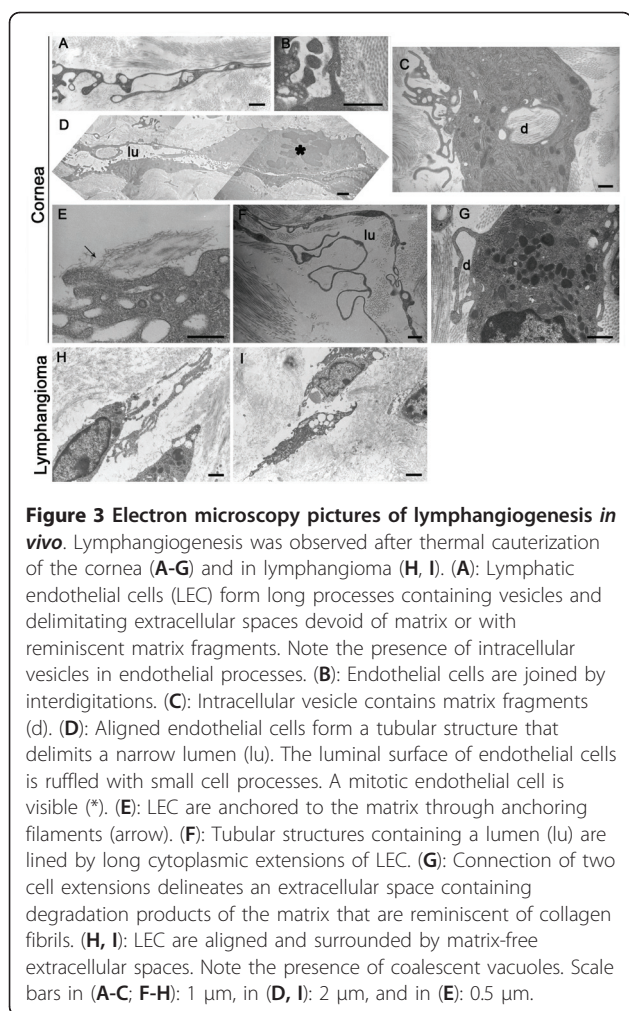 Cornea
A
B
C
d
D
lu
*
E
F
lu
G
d
Lymphangioma
H
I
Figure 3 Electron microscopy pictures of lymphangiogenesis in
vivo. Lymphangiogenesis was observed after thermal cauterization
of the cornea (A-G) and in lymphangioma (H, I). (A): Lymphatic
endothelial cells (LEC) form long processes containing vesicles and
delimitating extracellular spaces devoid of matrix or with
reminiscent matrix fragments. Note the presence of intracellular
vesicles in endothelial processes. (B): Endothelial cells are joined by
interdigitations. (C): Intracellular vesicle contains matrix fragments
(d). (D): Aligned endothelial cells form a tubular structure that
delimits a narrow lumen (lu). The luminal surface of endothelial cells
is ruffled with small cell processes. A mitotic endothelial cell is
visible (*). (E): LEC are anchored to the matrix through anchoring
filaments (arrow). (F): Tubular structures containing a lumen (lu) are
lined by long cytoplasmic extensions of LEC. (G): Connection of two
cell extensions delineates an extracellular space containing
degradation products of the matrix that are reminiscent of collagen
fibrils. (H, I): LEC are aligned and surrounded by matrix-free
extracellular spaces. Note the presence of coalescent vacuoles. Scale
bars in (A-C; F-H): 1 μm, in (D, I): 2 μm, and in (E): 0.5 μm.